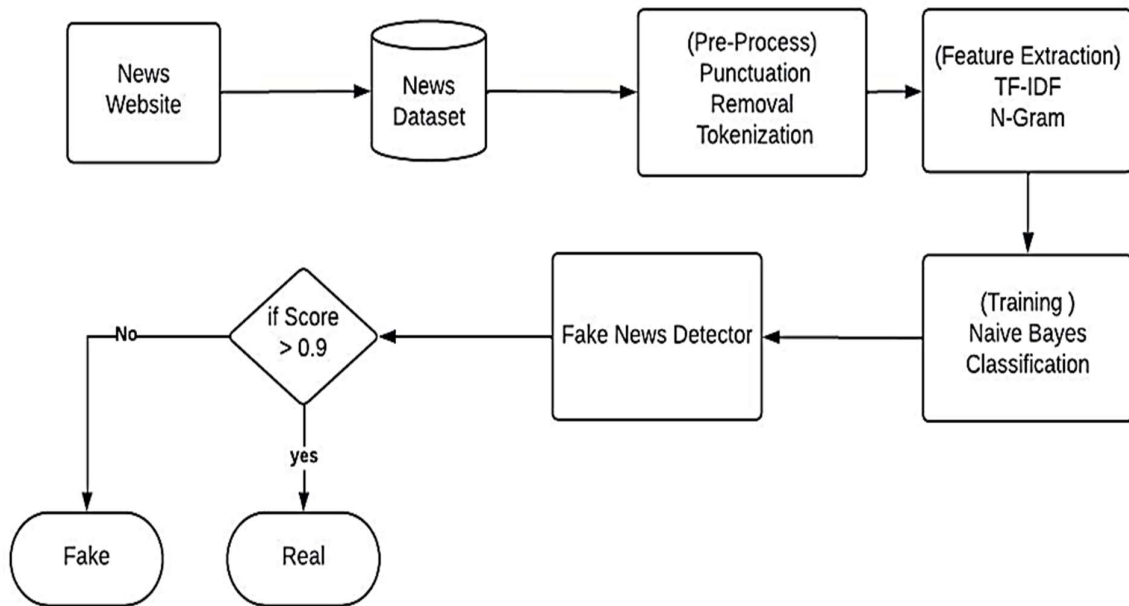 News
Website
News
Dataset
(Pre-Process)
Punctuation
Removal
Tokenization
(Feature Extraction)
TF-IDF
N-Gram
(Training )
Naive Bayes
Classification
Fake News Detector
if Score
> 0.9
No
yes
Fake
Real